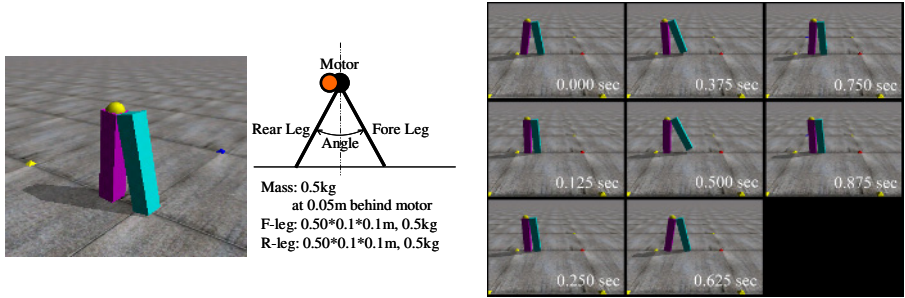 Motor
Rear Leg
Fore Leg
Angle
Mass: 0.5kg
at 0.05m behind motor
F-leg: 0.50*0.1*0.1m, 0.5kg
R-leg: 0.50*0.1*0.1m, 0.5kg
0.000 sec
0.375 sec
0.750 sec
0.125 sec
0.500 sec
0.875 sec
0.250 sec
0.625 sec